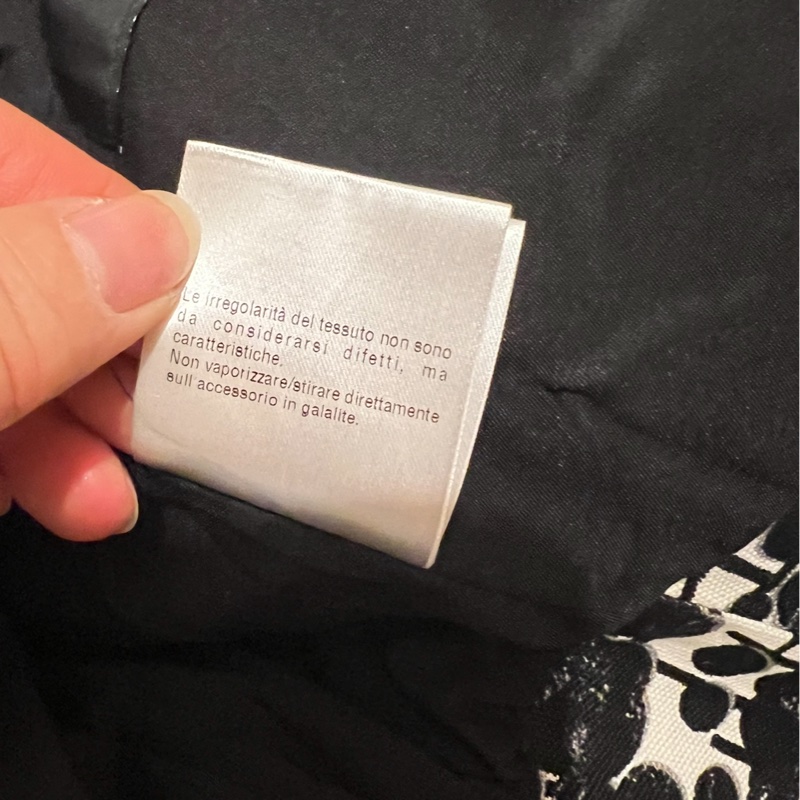 Le irregolarità del tessuto non sono
da considerarsi difetti, ma
caratteristiche.
Non vaporizzare/stirare direttamente
sull accessorio in galalite.